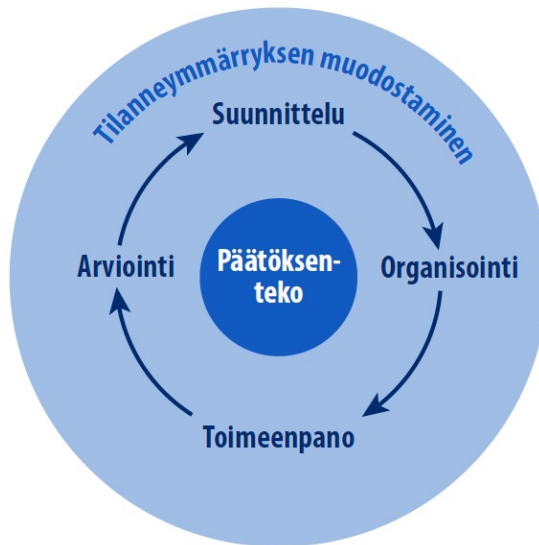 Tilanneymmärryksen muodostaminen
Suunnittelu
Arviointi
Päätöksen-
teko
Organisointi
Toimeenpano